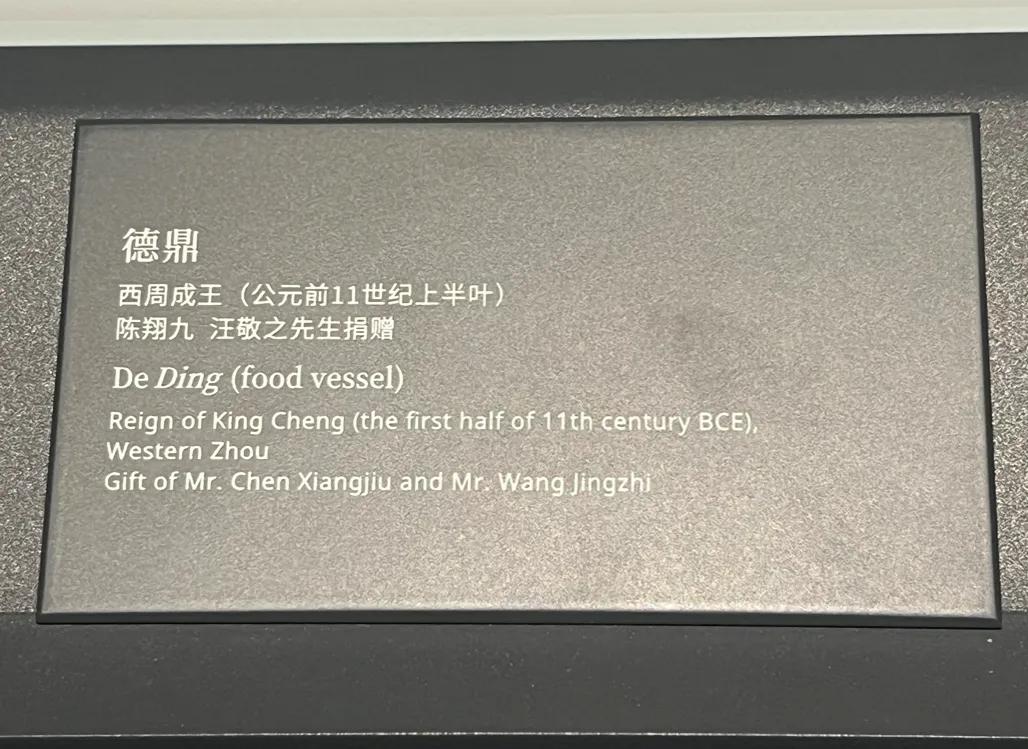 德鼎
西周成王（公元前11世纪上半叶）
陈翔九 汪敬之先生捐赠
De Ding (food vessel)
Reign of King Cheng (the first half of 11th century BCE),
Western Zhou
Gift of Mr. Chen Xiangjiu and Mr. Wang Jingzhi